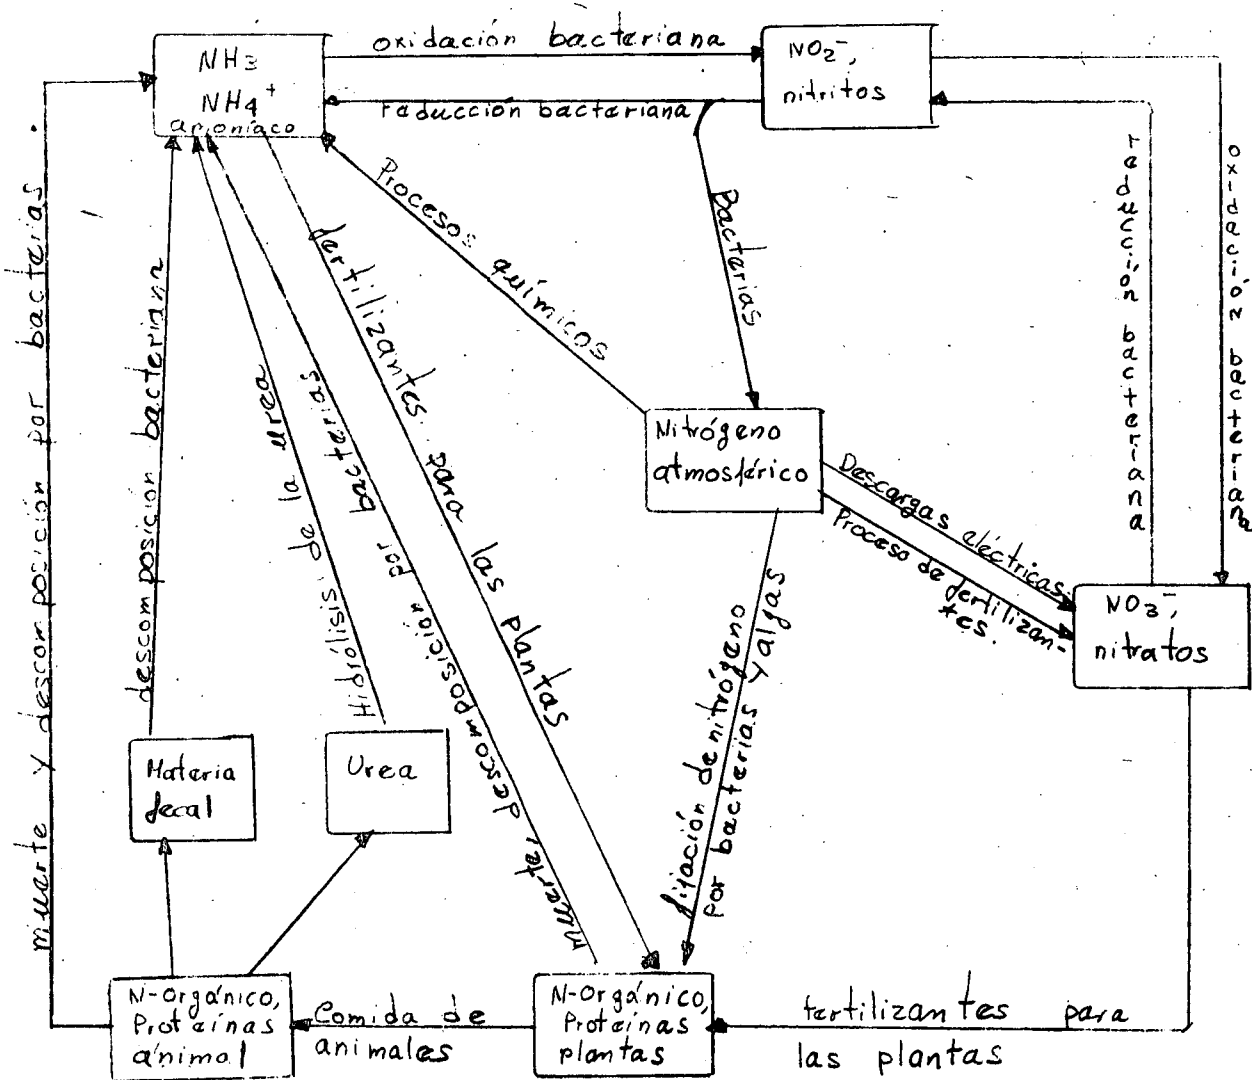 oxidación bacteriana
NH3
NH4+
amoníaco
NO2-,
nitritos
reducción bacteriana
Procesos químicos
Bacterias
reducción bacteriana
oxidación bacteriana
muerte y descomposición por bacterias.
descomposición bacteriana
Hidrólisis de la urea
muerte, descomposición por bacterias
fertilizantes para las plantas
Nitrógeno
atmosférico
Descargas eléctricas.
Proceso de fertilizan-
tes.
NO3-,
nitratos
fijación de nitrógeno
por bacterias y algas
Materia
fecal
Urea
N-Orgánico,
Proteínas
ánimal
Comida de
animales
N-Orgánico,
Proteínas
plantas
fertilizantes para
las plantas